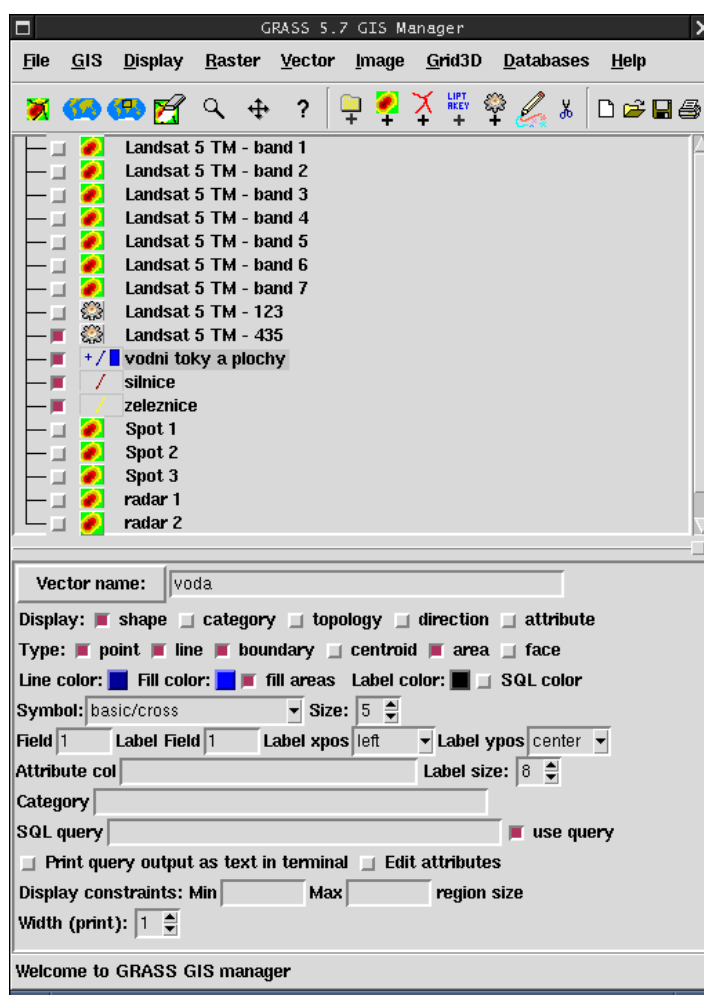 GRASS 5.7 GIS Manager
File GIS Display Raster Vector Image Grid3D Databases Help
?
LIPT
RKEY
Landsat 5 TM - band 1
Landsat 5 TM - band 2
Landsat 5 TM - band 3
Landsat 5 TM - band 4
Landsat 5 TM - band 5
Landsat 5 TM - band 6
Landsat 5 TM - band 7
Landsat 5 TM - 123
Landsat 5 TM - 435
vodni toky a plochy
silnice
zeleznice
Spot 1
Spot 2
Spot 3
radar 1
radar 2
Vector name: voda
Display: shape category topology direction attribute
Type: point line boundary centroid area face
Line color: Fill color: fill areas Label color: SQL color
Symbol: basic/cross Size: 5
Field 1 Label Field 1 Label xpos left Label ypos center
Attribute col Label size: 8
Category
SQL query use query
Print query output as text in terminal Edit attributes
Display constraints: Min Max region size
Width (print): 1
Welcome to GRASS GIS manager